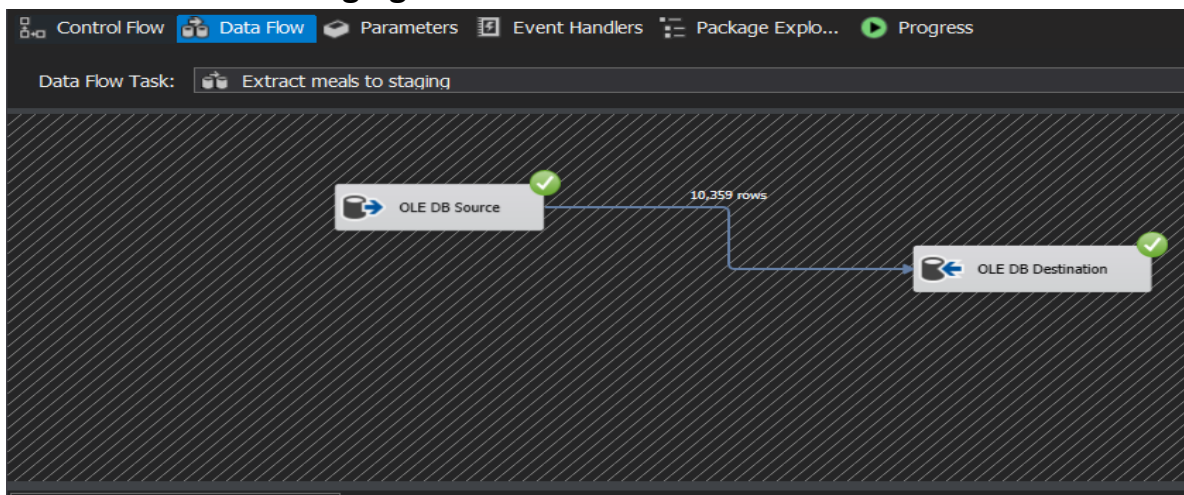 ging
Control Flow Data Flow Parameters Event Handlers Package Explo... Progress
Data Flow Task: Extract meals to staging
10,359 rows
OLE DB Source
OLE DB Destination